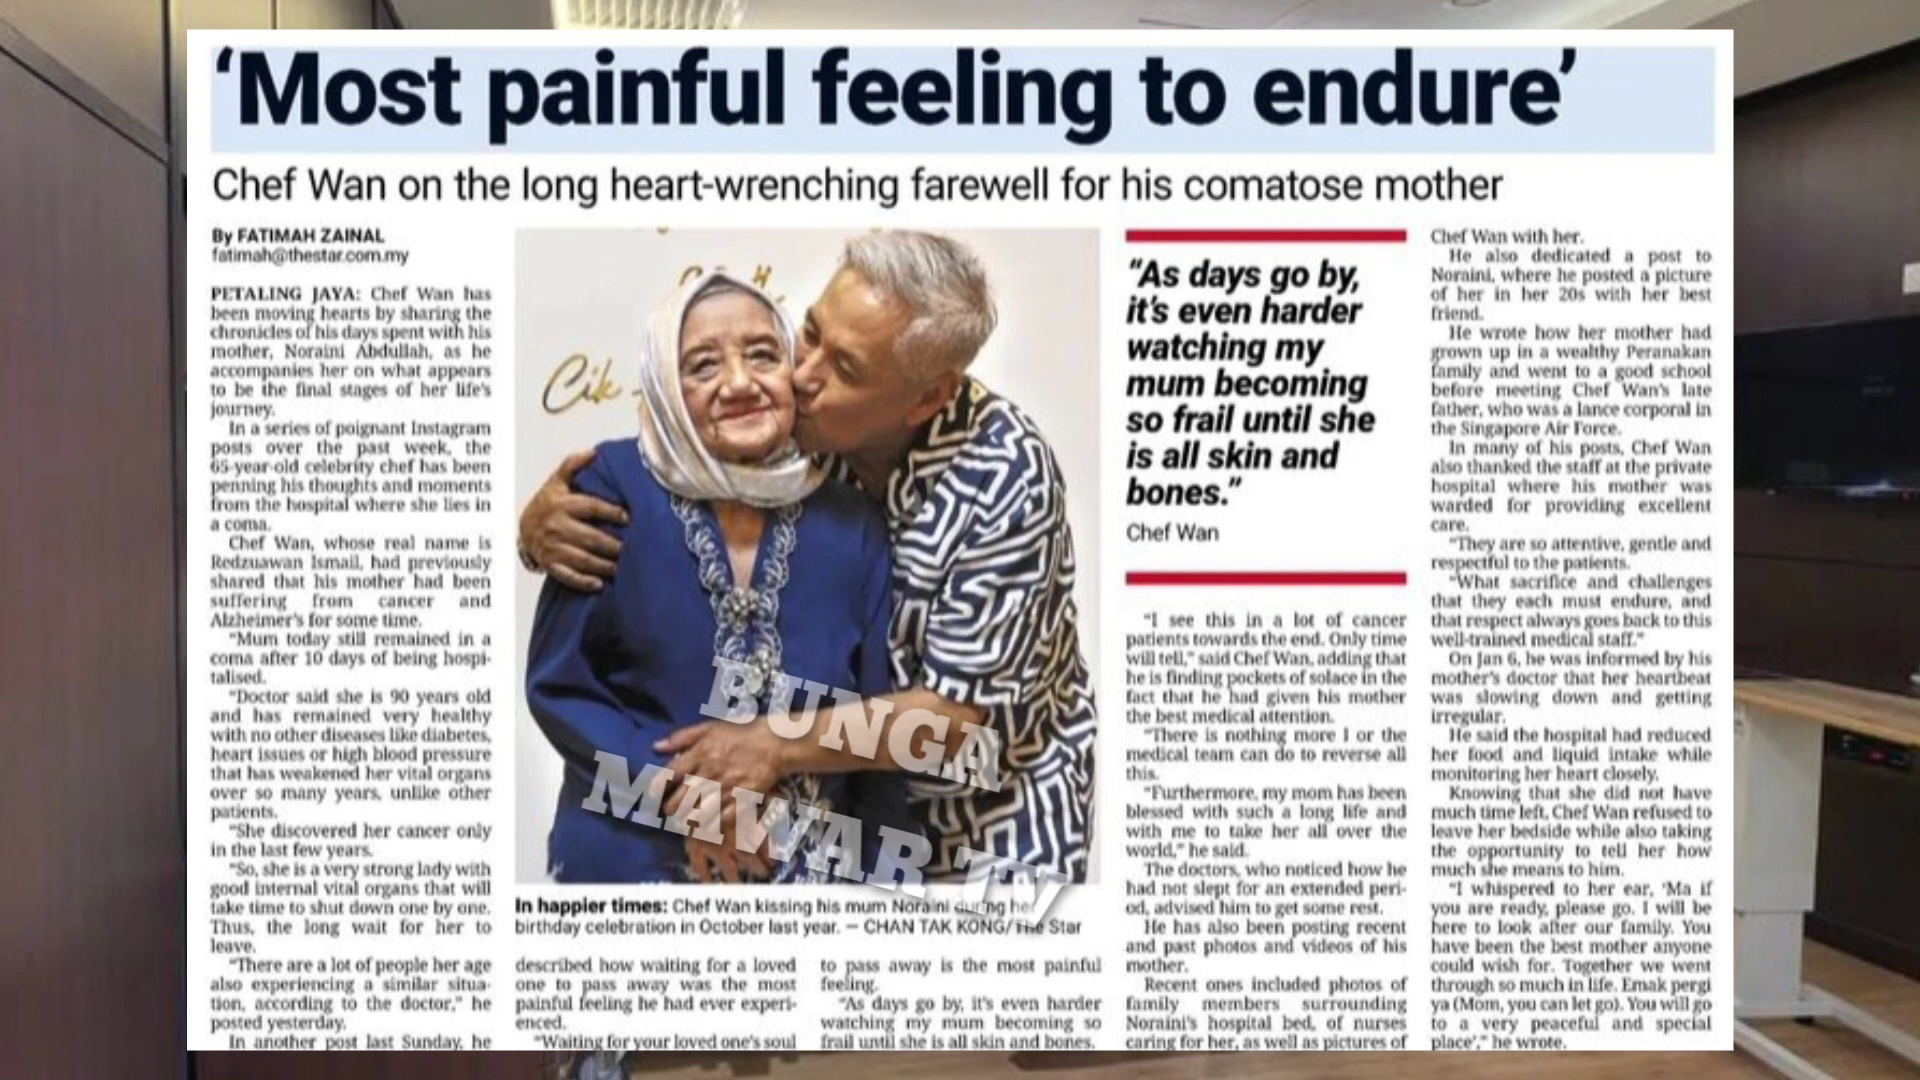 ‘Most painful feeling to endure’
Chef Wan on the long heart-wrenching farewell for his comatose mother
By FATIMAH ZAINAL
fatimah@thestar.com.my
PETALING JAYA: Chef Wan has
been moving hearts by sharing the
chronicles of his days spent with his
mother, Noraini Abdullah, as he
accompanies her on what appears
to be the final stages of her life’s
journey.
In a series of poignant Instagram
posts over the past week, the
65-year-old celebrity chef has been
penning his thoughts and moments
from the hospital where she lies in
a coma.
Chef Wan, whose real name is
Redzuawan Ismail, had previously
shared that his mother had been
suffering from cancer and
Alzheimer’s for some time.
“Mum today still remained in a
coma after 10 days of being hospi-
talised.
“Doctor said she is 90 years old
and has remained very healthy
with no other diseases like diabetes,
heart issues or high blood pressure
that has weakened her vital organs
over so many years, unlike other
patients.
“She discovered her cancer only
in the last few years.
“So, she is a very strong lady with
good internal vital organs that will
take time to shut down one by one.
Thus, the long wait for her to
leave.
“There are a lot of people her age
also experiencing a similar situa-
tion, according to the doctor,” he
posted yesterday.
In another post last Sunday, he
Cik
BUNGA
MAWAR TV
In happier times: Chef Wan kissing his mum Noraini during her
birthday celebration in October last year. — CHAN TAK KONG/The Star
described how waiting for a loved
one to pass away was the most
painful feeling he had ever experi-
enced.
“Waiting for your loved one’s soul
to pass away is the most painful
feeling.
“As days go by, it’s even harder
watching my mum becoming so
frail until she is all skin and bones.
“As days go by,
it’s even harder
watching my
mum becoming
so frail until she
is all skin and
bones.”
Chef Wan
“I see this in a lot of cancer
patients towards the end. Only time
will tell,” said Chef Wan, adding that
he is finding pockets of solace in the
fact that he had given his mother
the best medical attention.
“There is nothing more I or the
medical team can do to reverse all
this.
“Furthermore, my mom has been
blessed with such a long life and
with me to take her all over the
world,” he said.
The doctors, who noticed how he
had not slept for an extended peri-
od, advised him to get some rest.
He has also been posting recent
and past photos and videos of his
mother.
Recent ones included photos of
family members surrounding
Noraini’s hospital bed, of nurses
caring for her, as well as pictures of
Chef Wan with her.
He also dedicated a post to
Noraini, where he posted a picture
of her in her 20s with her best
friend.
He wrote how her mother had
grown up in a wealthy Peranakan
family and went to a good school
before meeting Chef Wan’s late
father, who was a lance corporal in
the Singapore Air Force.
In many of his posts, Chef Wan
also thanked the staff at the private
hospital where his mother was
warded for providing excellent
care.
“They are so attentive, gentle and
respectful to the patients.
“What sacrifice and challenges
that they each must endure, and
that respect always goes back to this
well-trained medical staff.”
On Jan 6, he was informed by his
mother’s doctor that her heartbeat
was slowing down and getting
irregular.
He said the hospital had reduced
her food and liquid intake while
monitoring her heart closely.
Knowing that she did not have
much time left, Chef Wan refused to
leave her bedside while also taking
the opportunity to tell her how
much she means to him.
“I whispered to her ear, ‘Ma if
you are ready, please go. I will be
here to look after our family. You
have been the best mother anyone
could wish for. Together we went
through so much in life. Emak pergi
ya (Mom, you can let go). You will go
to a very peaceful and special
place’,” he wrote.